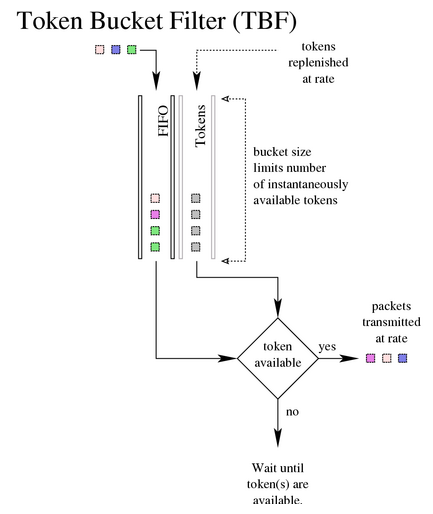 Token Bucket Filter (TBF)
tokens
replenished
at rate
FIFO
Tokens
bucket size
limits number
of instantaneously
available tokens
packets
transmitted
at rate
token
available
yes
no
Wait until
token(s) are
available.